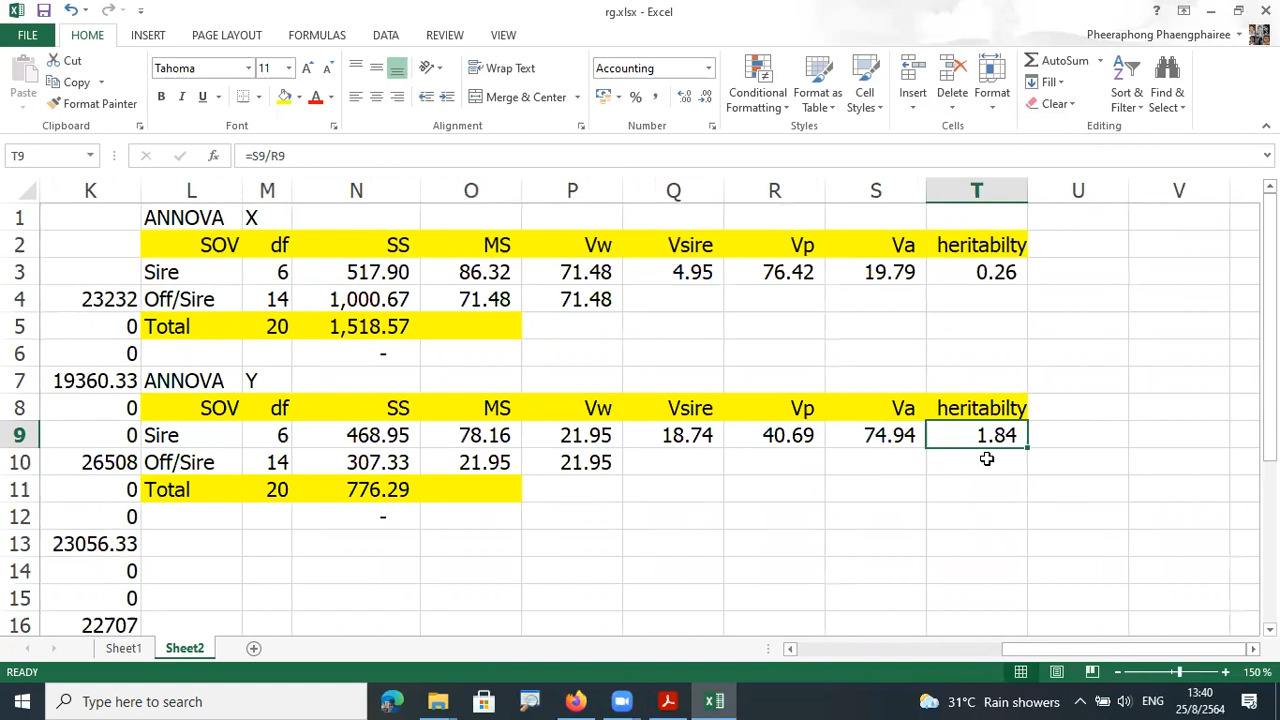 rg.xlsx - Excel
FILE HOME INSERT PAGE LAYOUT FORMULAS DATA REVIEW VIEW Pheeraphong Phaengphairee
Cut Tahoma 11 Wrap Text Accounting AutoSum
Paste Copy Conditional Formatting Format as Table Cell Styles Insert Delete Format Fill Sort & Filter Find & Select
Format Painter Merge & Center Clear
Clipboard Font Alignment Number Styles Cells Editing
T9 =S9/R9
K L M N O P Q R S T U V
1 ANNOVA X
2 SOV df SS MS Vw Vsire Vp Va heritabilty
3 Sire 6 517.90 86.32 71.48 4.95 76.42 19.79 0.26
4 23232 Off/Sire 14 1,000.67 71.48 71.48
5 0 Total 20 1,518.57
6 0 -
7 19360.33 ANNOVA Y
8 0 SOV df SS MS Vw Vsire Vp Va heritabilty
9 0 Sire 6 468.95 78.16 21.95 18.74 40.69 74.94 1.84
10 26508 Off/Sire 14 307.33 21.95 21.95
11 0 Total 20 776.29
12 0 -
13 23056.33
14 0
15 0
16 22707
Sheet1 Sheet2
READY 150 %
Type here to search 31°C Rain showers ENG 13:40
25/8/2564